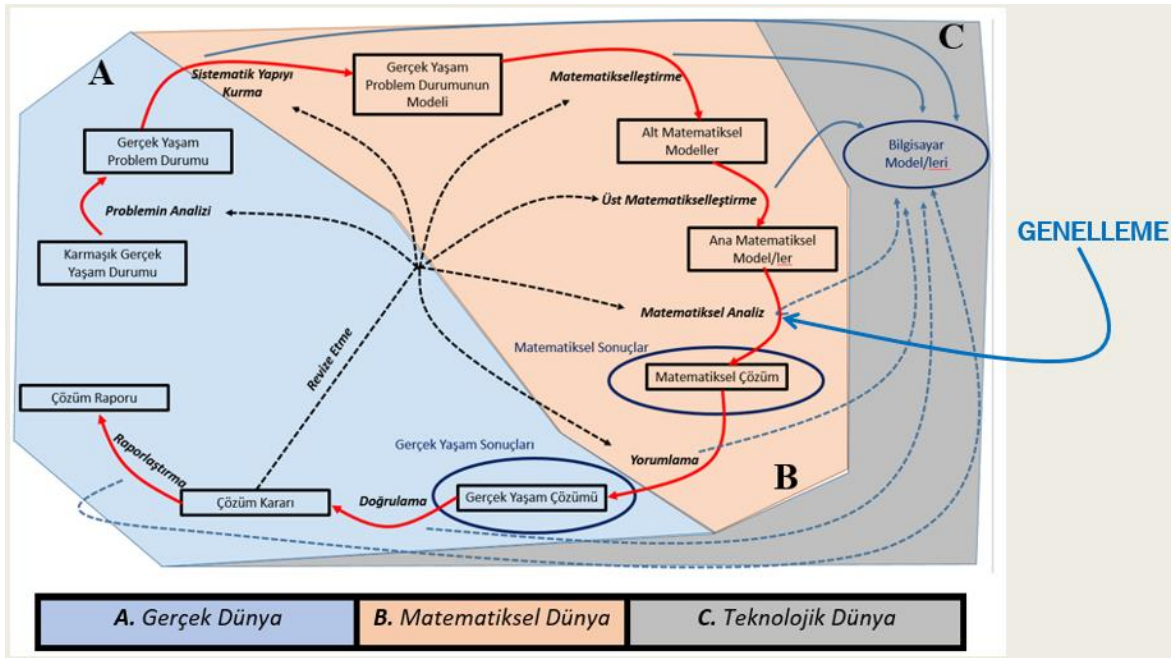 A
C
Sistematik Yapıyı
Kurma
Gerçek Yaşam
Problem Durumunun
Modeli
Matematikselleştirme
Gerçek Yaşam
Problem Durumu
Alt Matematiksel
Modeller
Bilgisayar
Model/leri
Problemin Analizi
Üst Matematikselleştirme
Karmaşık Gerçek
Yaşam Durumu
Ana Matematiksel
Model/ler
GENELLEME
Matematiksel Analiz
Matematiksel Sonuçlar
Matematiksel Çözüm
Revize Etme
Çözüm Raporu
Raporlaştırma
Gerçek Yaşam Sonuçları
Yorumlama
B
Çözüm Kararı
Doğrulama
Gerçek Yaşam Çözümü
A. Gerçek Dünya
B. Matematiksel Dünya
C. Teknolojik Dünya